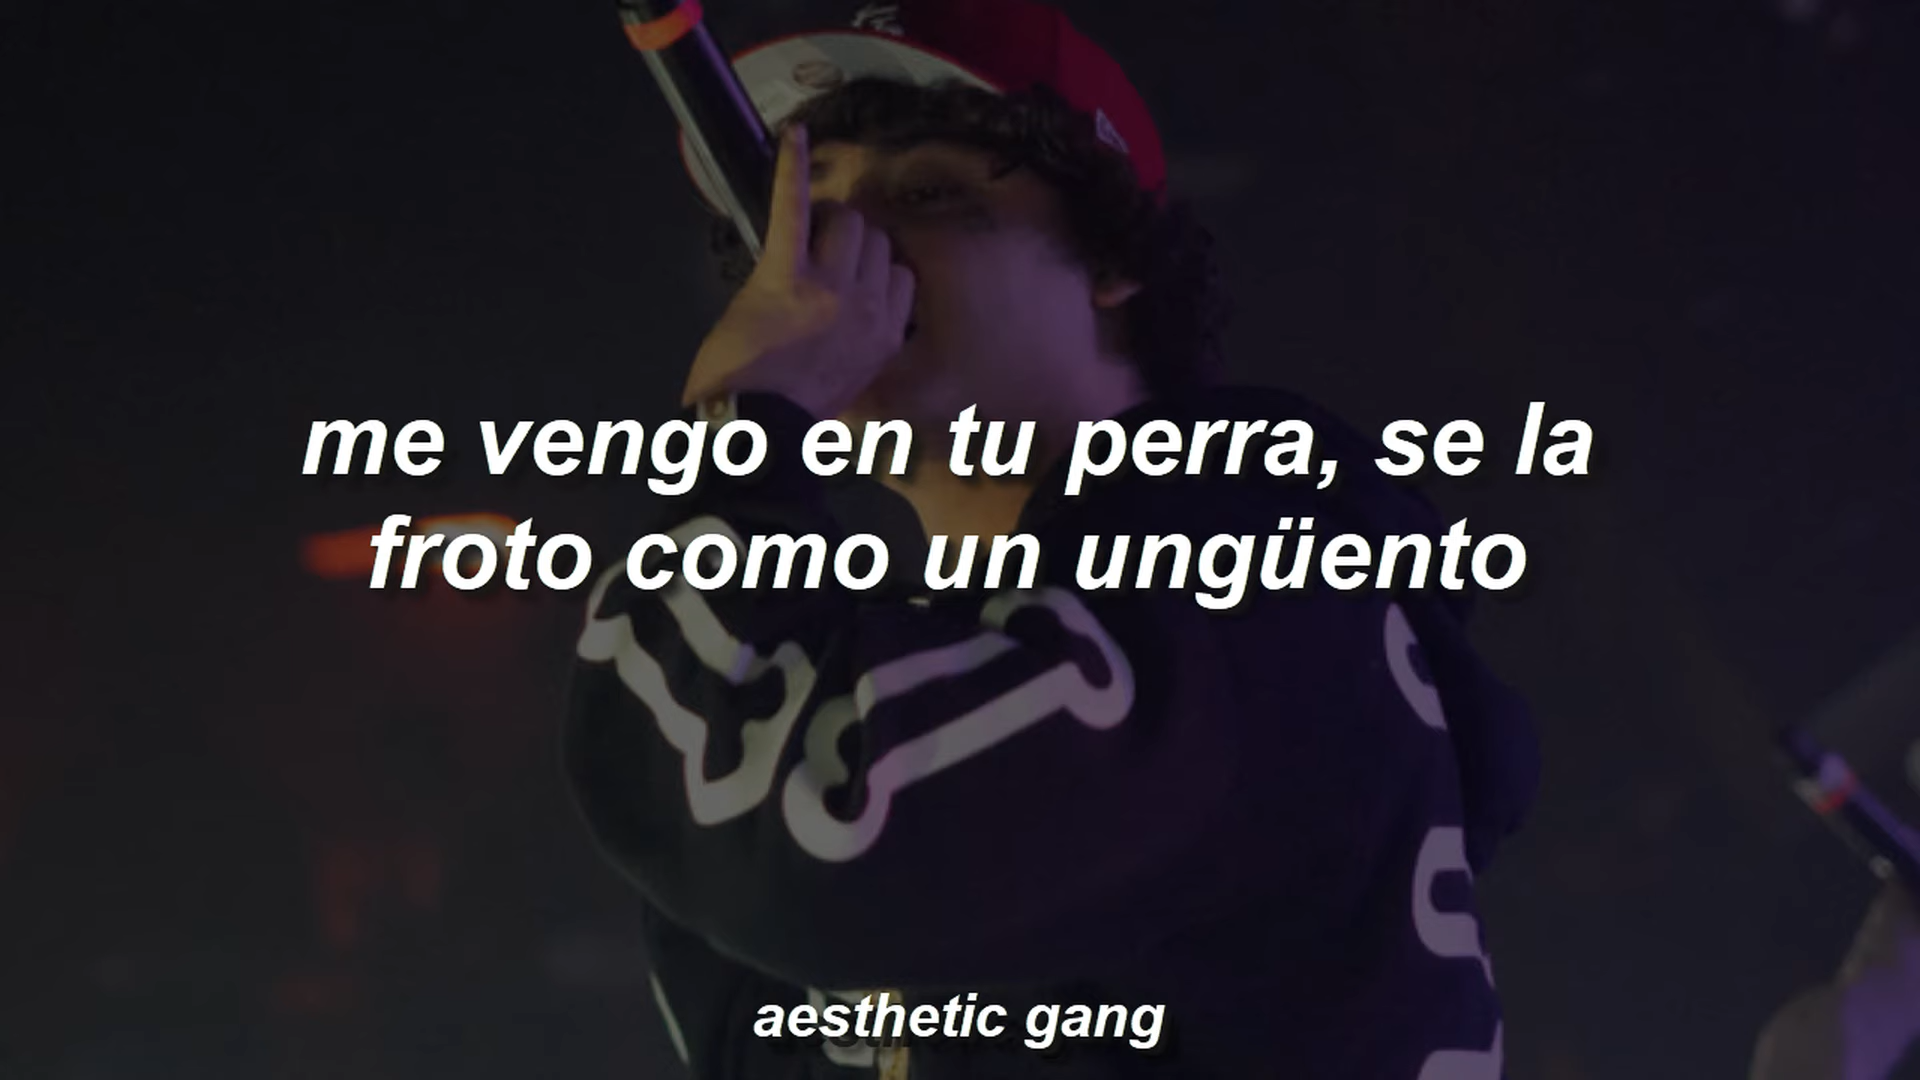 me vengo en tu perra, se la
froto como un ungüento
aesthetic gang